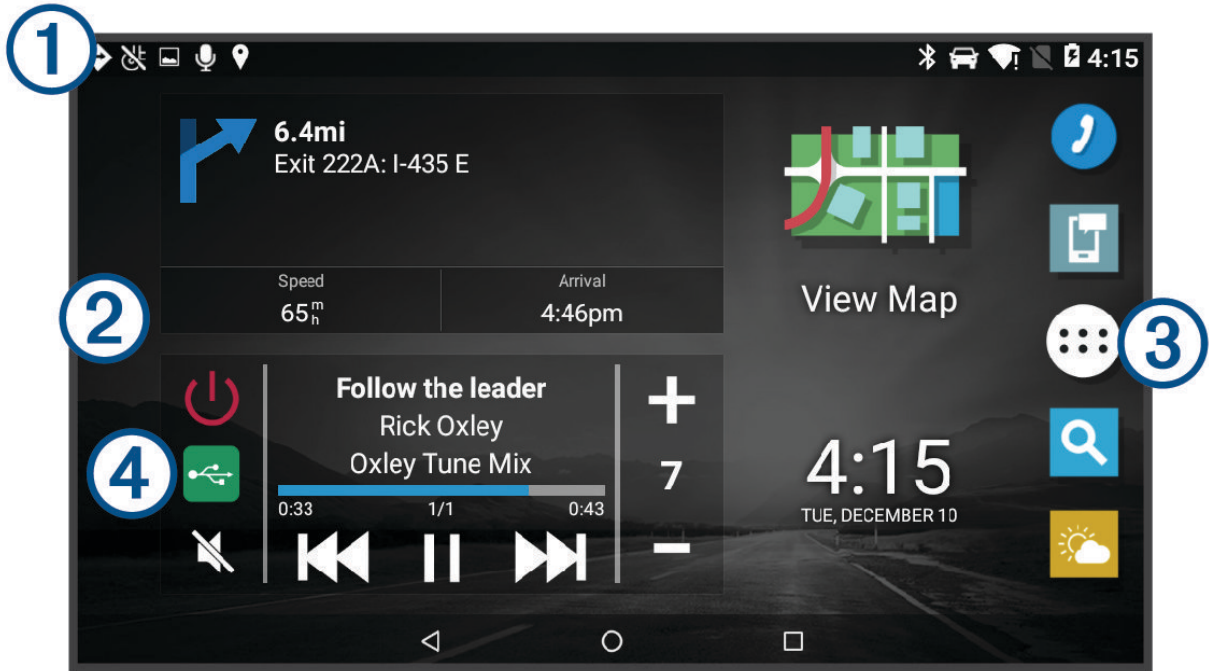 1
4:15
6.4mi
Exit 222A: I-435 E
Speed
65 mh
Arrival
4:46pm
2
View Map
3
Follow the leader
Rick Oxley
Oxley Tune Mix
0:33 1/1 0:43
7
4
4:15
TUE, DECEMBER 10